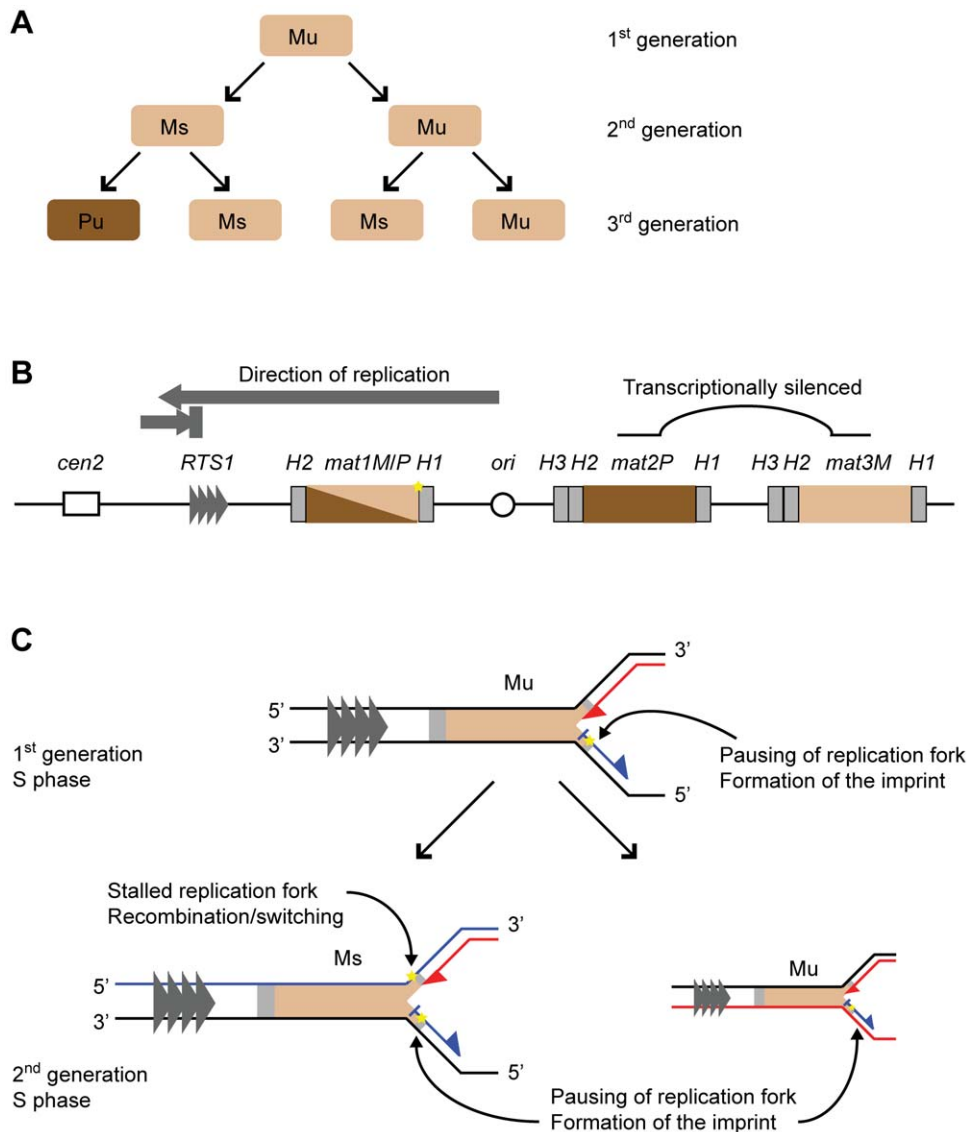 A
Mu
1st generation
Ms
Mu
2nd generation
Pu
Ms
Ms
Mu
3rd generation
B
Direction of replication
Transcriptionally silenced
cen2
RTS1
H2
mat1M/P
H1
ori
H3
H2
mat2P
H1
H3
H2
mat3M
H1
C
Mu
3'
5'
3'
5'
1st generation
S phase
Pausing of replication fork
Formation of the imprint
Stalled replication fork
Recombination/switching
Ms
3'
5'
3'
5'
Mu
2nd generation
S phase
Pausing of replication fork
Formation of the imprint